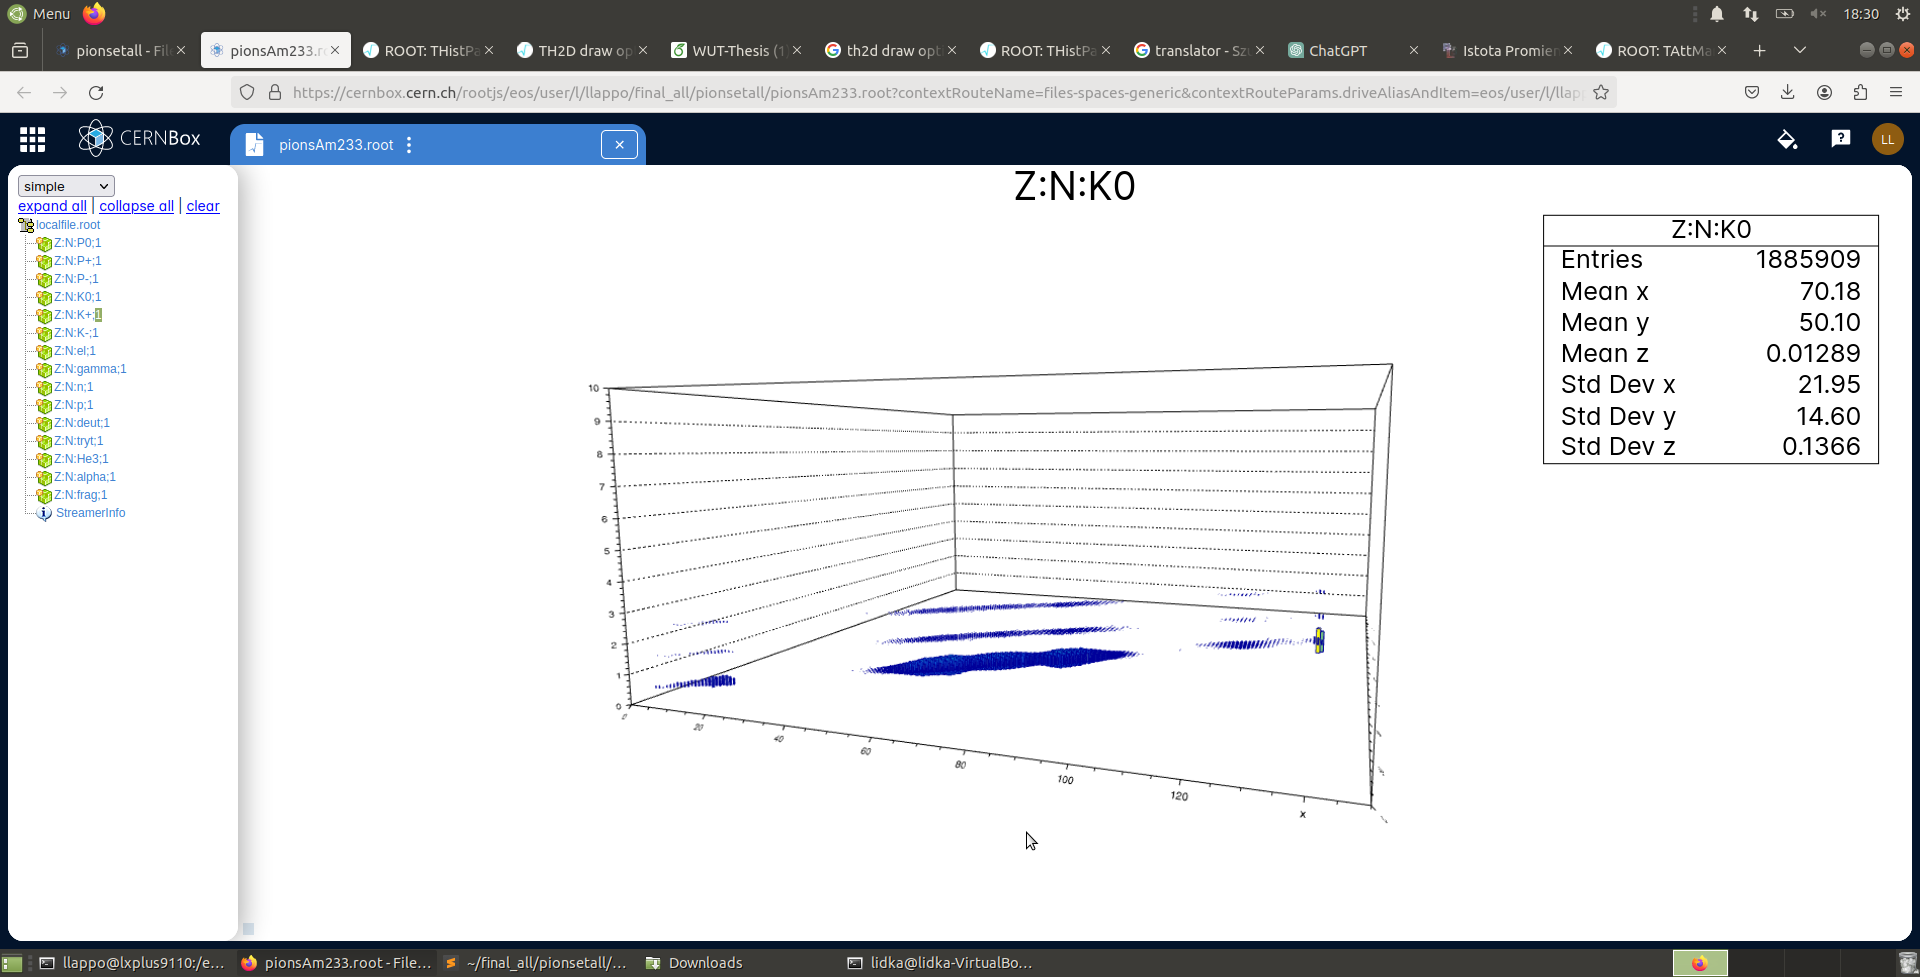 Menu
18:30
pionsetall - Fil
pionsAm233.r
ROOT: THistPa
TH2D draw op
WUT-Thesis (1)
th2d draw opt
ROOT: THistPa
translator - Szu
ChatGPT
Istota Promien
ROOT: TAttMa
https://cernbox.cern.ch/rootjs/eos/user/l/llappo/final_all/pionsetall/pionsAm233.root?contextRouteName=files-spaces-generic&contextRouteParams.driveAliasAndItem=eos/user/l/llapp
CERNBox
pionsAm233.root
LL
simple
expand all | collapse all | clear
localfile.root
Z:N:P0;1
Z:N:P+;1
Z:N:P-;1
Z:N:K0;1
Z:N:K+;1
Z:N:K-;1
Z:N:el;1
Z:N:gamma;1
Z:N:n;1
Z:N:p;1
Z:N:deut;1
Z:N:tryt;1
Z:N:He3;1
Z:N:alpha;1
Z:N:frag;1
StreamerInfo
Z:N:K0
Z:N:K0
Entries 1885909
Mean x 70.18
Mean y 50.10
Mean z 0.01289
Std Dev x 21.95
Std Dev y 14.60
Std Dev z 0.1366
10
9
8
7
6
5
4
3
2
1
0
0
20
40
60
80
100
120
x
llappo@lxplus9110:/e...
pionsAm233.root - File...
~/final_all/pionsetall/...
Downloads
lidka@lidka-VirtualBo...